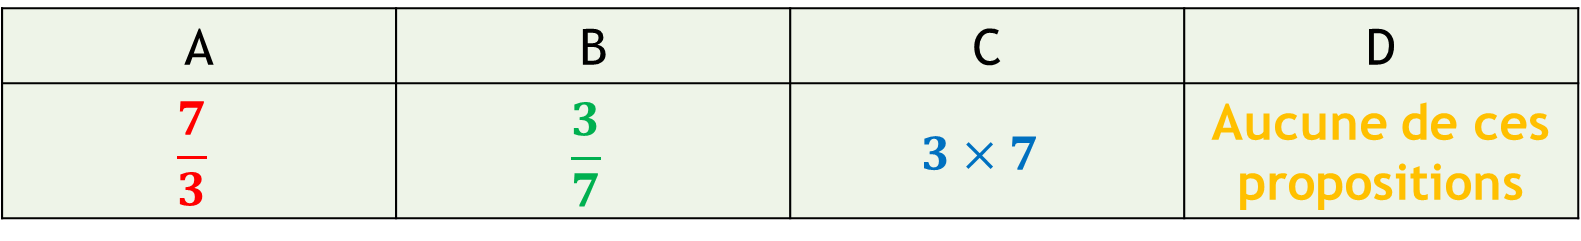 A B C D
7/3 3/7 3 × 7 Aucune de ces
propositions